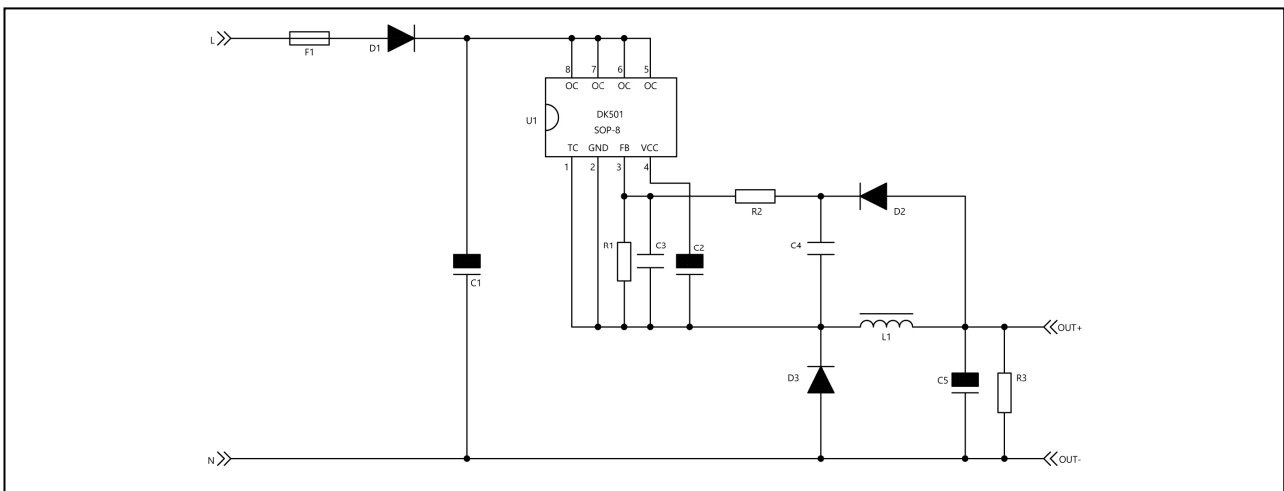 L
F1
D1
8 7 6 5
OC OC OC OC
U1
DK501
SOP-8
TC GND FB VCC
1 2 3 4
R2
D2
R1
C3
C2
C4
C1
L1
OUT+
D3
C5
R3
N
OUT-